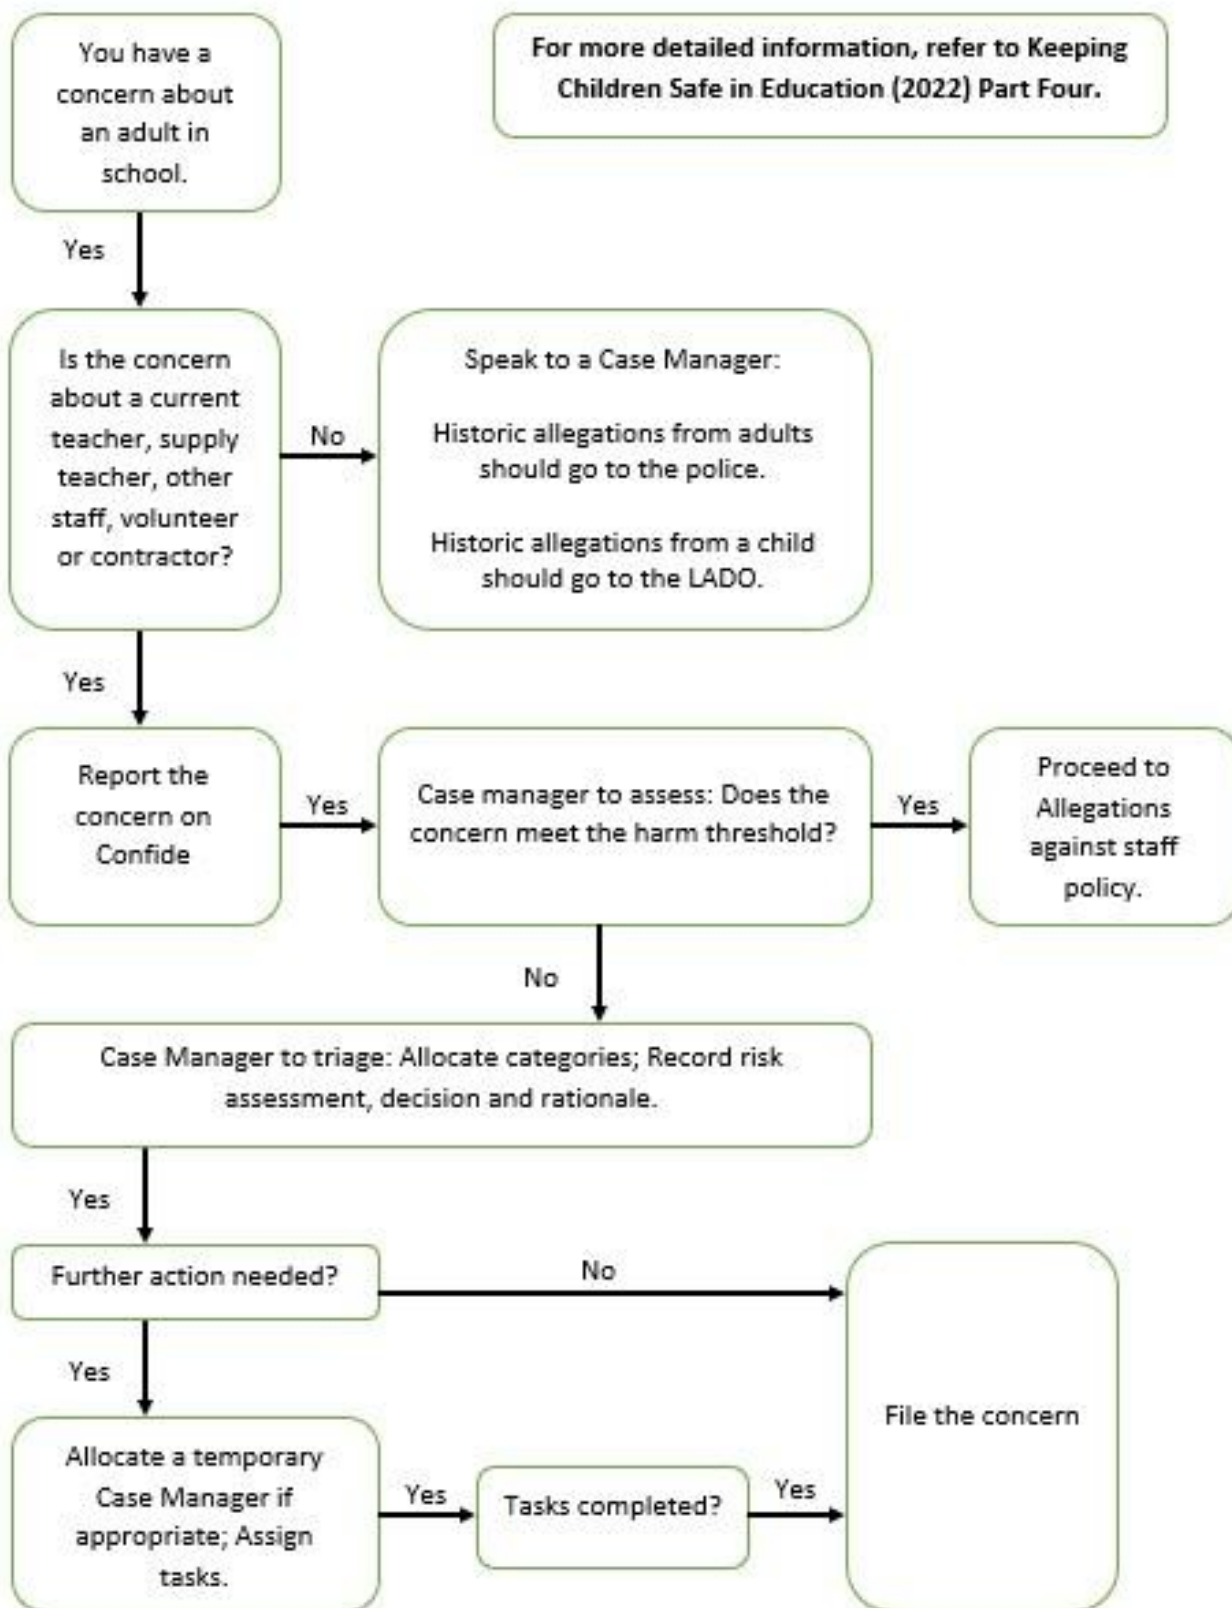 You have a
concern about
an adult in
school.
For more detailed information, refer to Keeping
Children Safe in Education (2022) Part Four.
Yes
Is the concern
about a current
teacher, supply
teacher, other
staff, volunteer
or contractor?
No
Speak to a Case Manager:
Historic allegations from adults
should go to the police.
Historic allegations from a child
should go to the LADO.
Yes
Report the
concern on
Confide
Yes
Case manager to assess: Does the
concern meet the harm threshold?
Yes
Proceed to
Allegations
against staff
policy.
No
Case Manager to triage: Allocate categories; Record risk
assessment, decision and rationale.
Yes
Further action needed?
No
Yes
Allocate a temporary
Case Manager if
appropriate; Assign
tasks.
Yes
Tasks completed?
Yes
File the concern